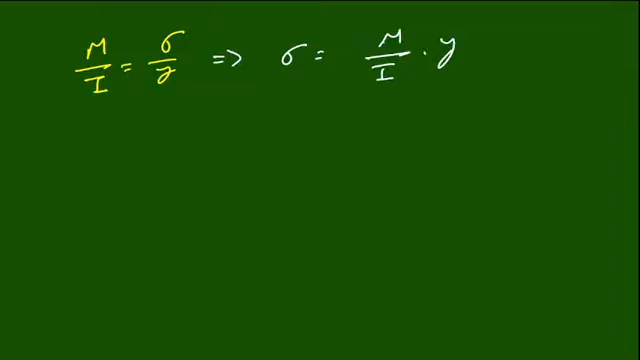 M/I = σ/y => σ = M/I · y